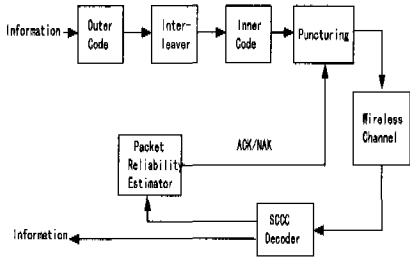 Information
Outer
Code
Inter-
leaver
Inner
Code
Puncturing
Wireless
Channel
ACK/NAK
Packet
Reliability
Estimator
SCCC
Decoder
Information